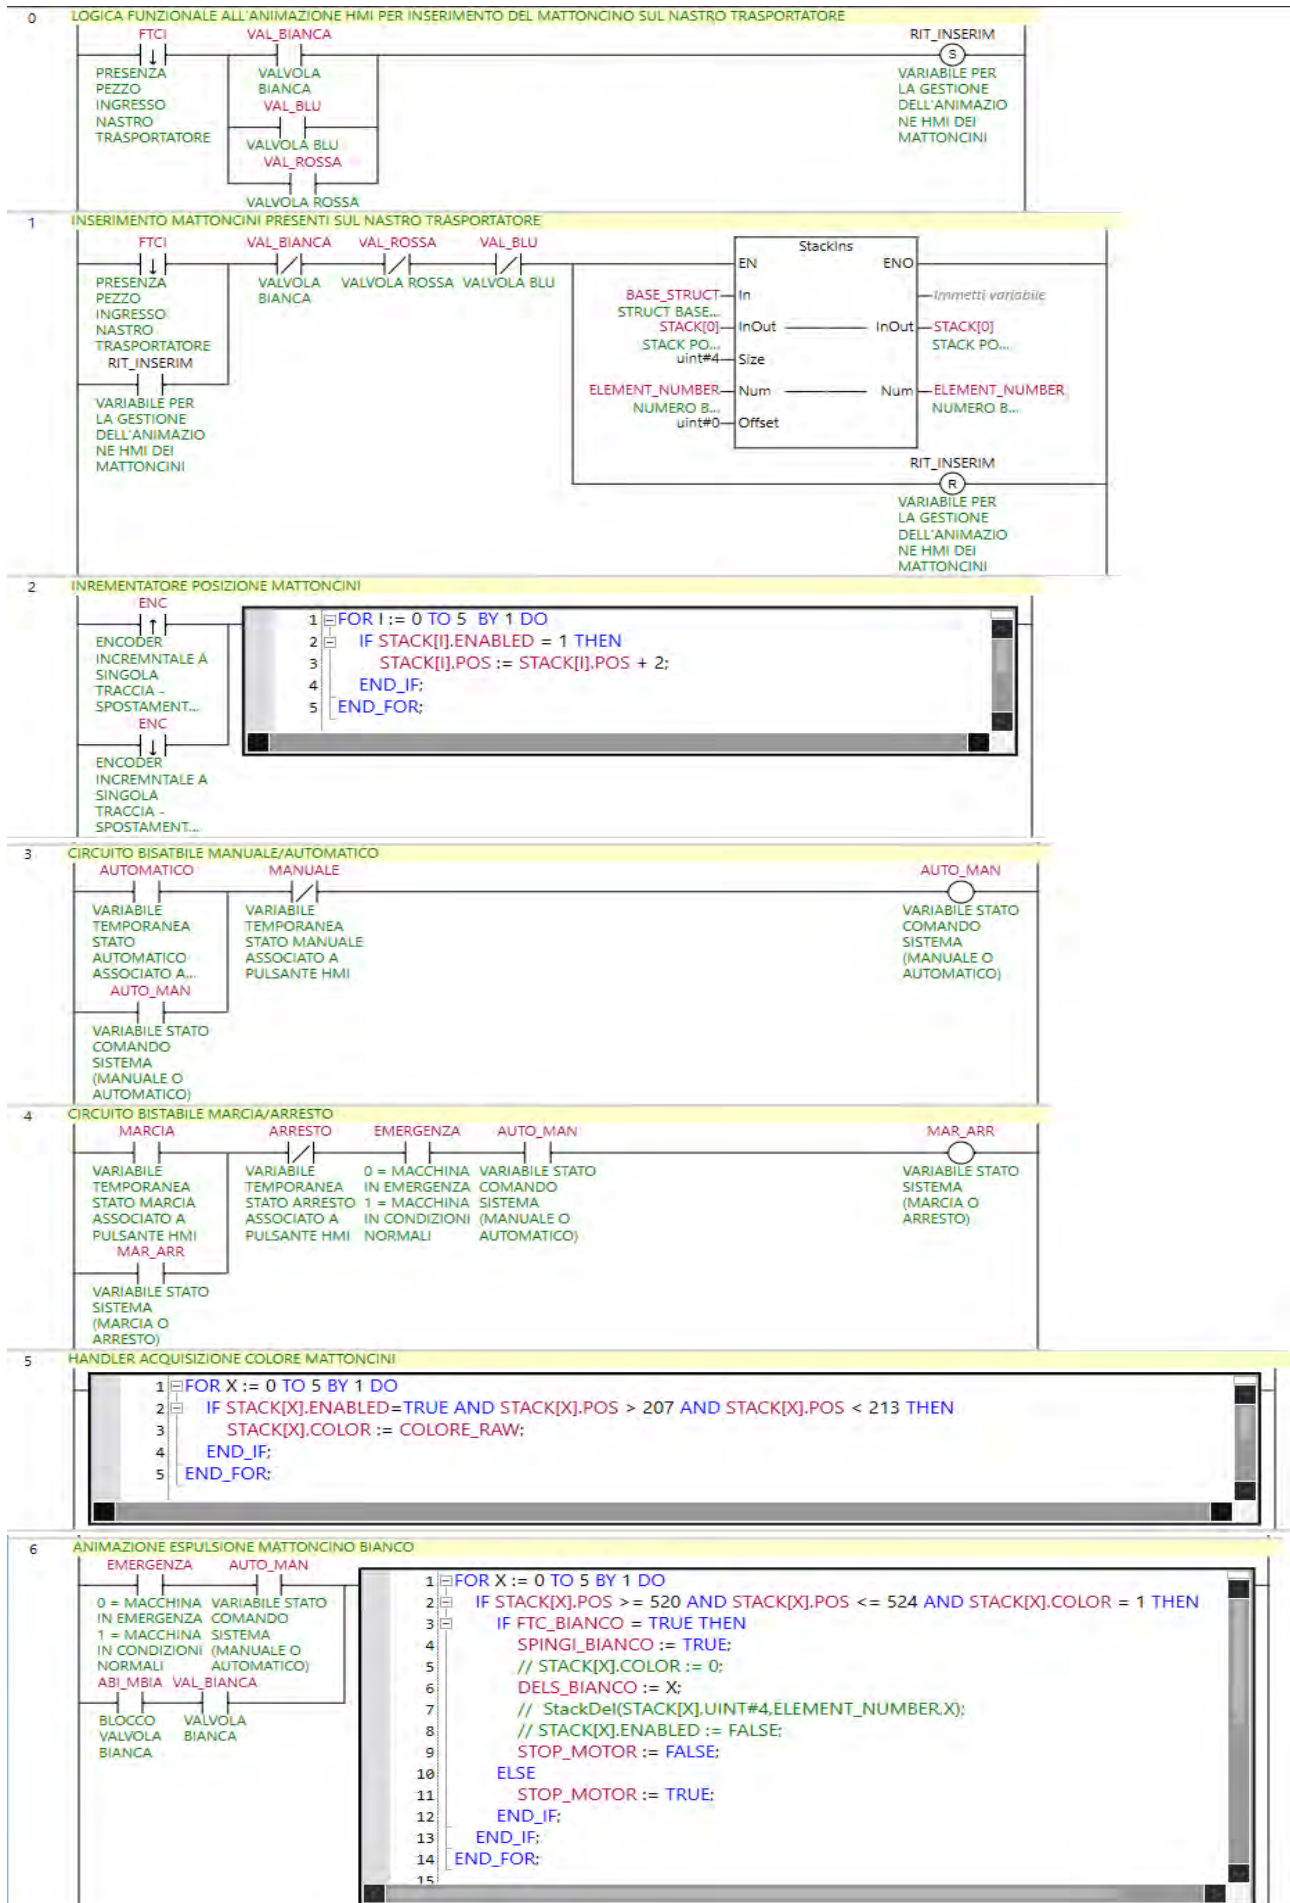 0
LOGICA FUNZIONALE ALL'ANIMAZIONE HMI PER INSERIMENTO DEL MATTONCINO SUL NASTRO TRASPORTATORE
FTCI
VAL_BIANCA
RIT_INSERIM
S
PRESENZA
PEZZO
INGRESSO
NASTRO
TRASPORTATORE
VALVOLA
BIANCA
VAL_BLU
VALVOLA BLU
VAL_ROSSA
VALVOLA ROSSA
VARIABILE PER
LA GESTIONE
DELL'ANIMAZIO
NE HMI DEI
MATTONCINI
1
INSERIMENTO MATTONCINI PRESENTI SUL NASTRO TRASPORTATORE
FTCI
VAL_BIANCA
VAL_ROSSA
VAL_BLU
PRESENZA
PEZZO
INGRESSO
NASTRO
TRASPORTATORE
VALVOLA
BIANCA
VALVOLA ROSSA
VALVOLA BLU
RIT_INSERIM
VARIABILE PER
LA GESTIONE
DELL'ANIMAZIO
NE HMI DEI
MATTONCINI
StackIns
EN
ENO
BASE_STRUCT
In
Immetti variabile
STRUCT BASE...
STACK[0]
InOut
InOut
STACK[0]
STACK PO...
STACK PO...
uint#4
Size
ELEMENT_NUMBER
Num
Num
ELEMENT_NUMBER
NUMERO B...
NUMERO B...
uint#0
Offset
RIT_INSERIM
R
VARIABILE PER
LA GESTIONE
DELL'ANIMAZIO
NE HMI DEI
MATTONCINI
2
INREMENTATORE POSIZIONE MATTONCINI
ENC
ENCODER
INCREMNTALE A
SINGOLA
TRACCIA -
SPOSTAMENT...
ENC
ENCODER
INCREMNTALE A
SINGOLA
TRACCIA -
SPOSTAMENT...
1 FOR I := 0 TO 5 BY 1 DO
2 IF STACK[I].ENABLED = 1 THEN
3 STACK[I].POS := STACK[I].POS + 2;
4 END_IF;
5 END_FOR;
3
CIRCUITO BISATBILE MANUALE/AUTOMATICO
AUTOMATICO
MANUALE
AUTO_MAN
VARIABILE
TEMPORANEA
STATO
AUTOMATICO
ASSOCIATO A...
VARIABILE
TEMPORANEA
STATO MANUALE
ASSOCIATO A
PULSANTE HMI
VARIABILE STATO
COMANDO
SISTEMA
(MANUALE O
AUTOMATICO)
AUTO_MAN
VARIABILE STATO
COMANDO
SISTEMA
(MANUALE O
AUTOMATICO)
4
CIRCUITO BISTABILE MARCIA/ARRESTO
MARCIA
ARRESTO
EMERGENZA
AUTO_MAN
MAR_ARR
VARIABILE
TEMPORANEA
STATO MARCIA
ASSOCIATO A
PULSANTE HMI
VARIABILE
TEMPORANEA
STATO ARRESTO
ASSOCIATO A
PULSANTE HMI
0 = MACCHINA
IN EMERGENZA
1 = MACCHINA
IN CONDIZIONI
NORMALI
VARIABILE STATO
COMANDO
SISTEMA
(MANUALE O
AUTOMATICO)
VARIABILE STATO
SISTEMA
(MARCIA O
ARRESTO)
MAR_ARR
VARIABILE STATO
SISTEMA
(MARCIA O
ARRESTO)
5
HANDLER ACQUISIZIONE COLORE MATTONCINI
1 FOR X := 0 TO 5 BY 1 DO
2 IF STACK[X].ENABLED=TRUE AND STACK[X].POS > 207 AND STACK[X].POS < 213 THEN
3 STACK[X].COLOR := COLORE_RAW;
4 END_IF;
5 END_FOR;
6
ANIMAZIONE ESPULSIONE MATTONCINO BIANCO
EMERGENZA
AUTO_MAN
0 = MACCHINA
IN EMERGENZA
1 = MACCHINA
IN CONDIZIONI
NORMALI
VARIABILE STATO
COMANDO
SISTEMA
(MANUALE O
AUTOMATICO)
ABI_MBIA
VAL_BIANCA
BLOCCO
VALVOLA
BIANCA
VALVOLA
BIANCA
1 FOR X := 0 TO 5 BY 1 DO
2 IF STACK[X].POS >= 520 AND STACK[X].POS <= 524 AND STACK[X].COLOR = 1 THEN
3 IF FTC_BIANCO = TRUE THEN
4 SPINGI_BIANCO := TRUE;
5 // STACK[X].COLOR := 0;
6 DELS_BIANCO := X;
7 // StackDel(STACK[X],UINT#4,ELEMENT_NUMBER,X);
8 // STACK[X].ENABLED := FALSE;
9 STOP_MOTOR := FALSE;
10 ELSE
11 STOP_MOTOR := TRUE;
12 END_IF;
13 END_IF;
14 END_FOR;
15